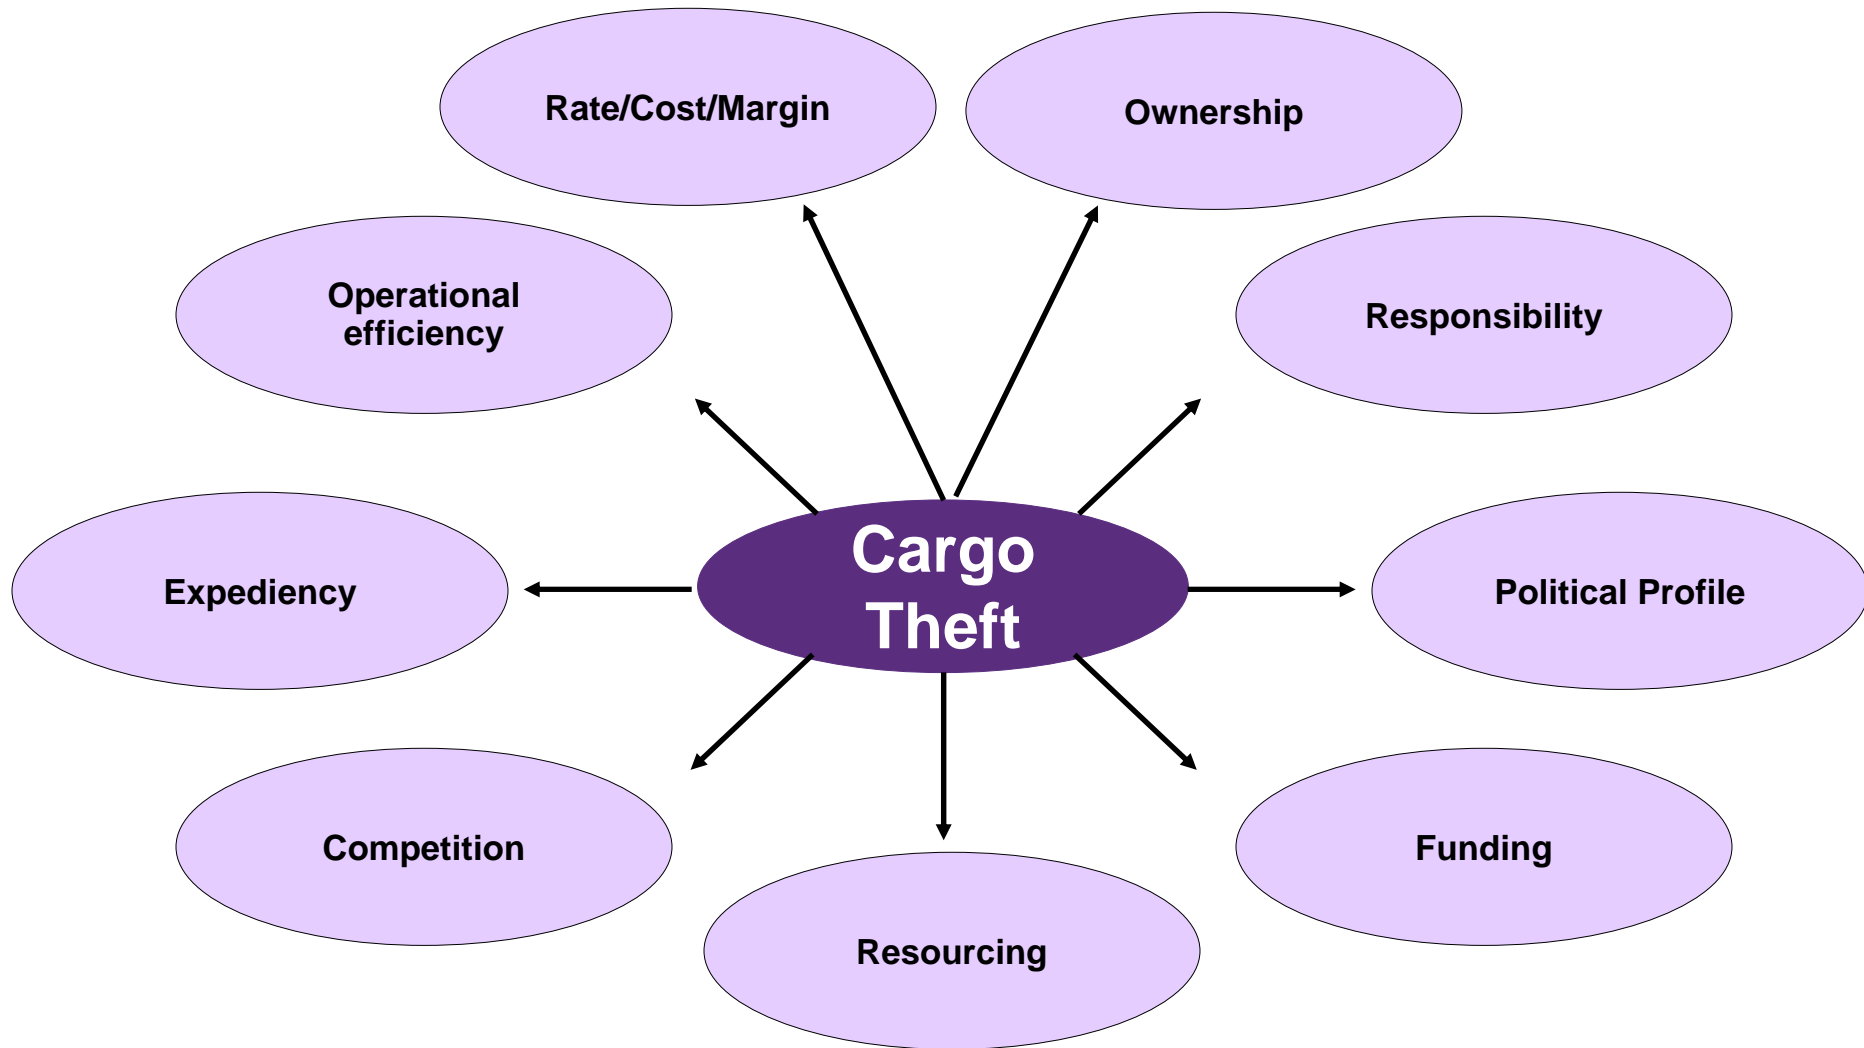 Rate/Cost/Margin
Ownership
Operational
efficiency
Responsibility
Cargo
Theft
Expediency
Political Profile
Competition
Funding
Resourcing